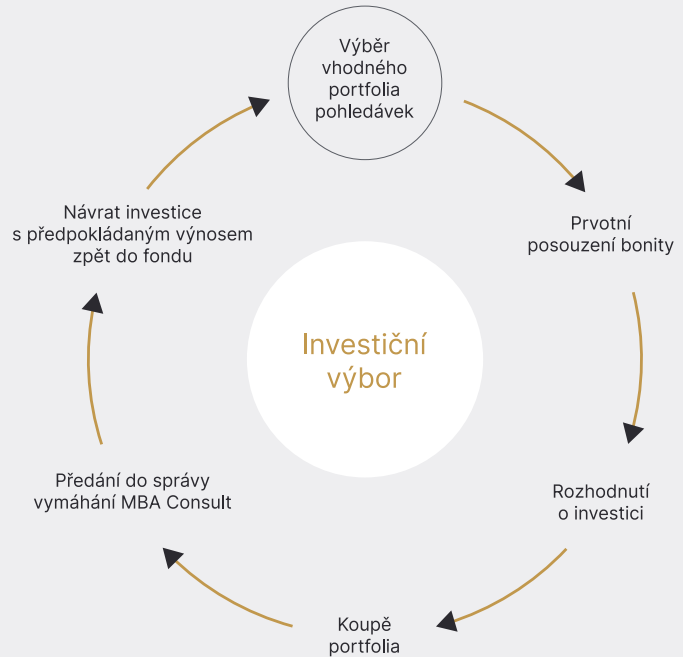 Výběr
vhodného
portfolia
pohledávek
Prvotní
posouzení bonity
Rozhodnutí
o investici
Koupě
portfolia
Předání do správy
vymáhání MBA Consult
Návrat investice
s předpokládaným výnosem
zpět do fondu
Investiční
výbor